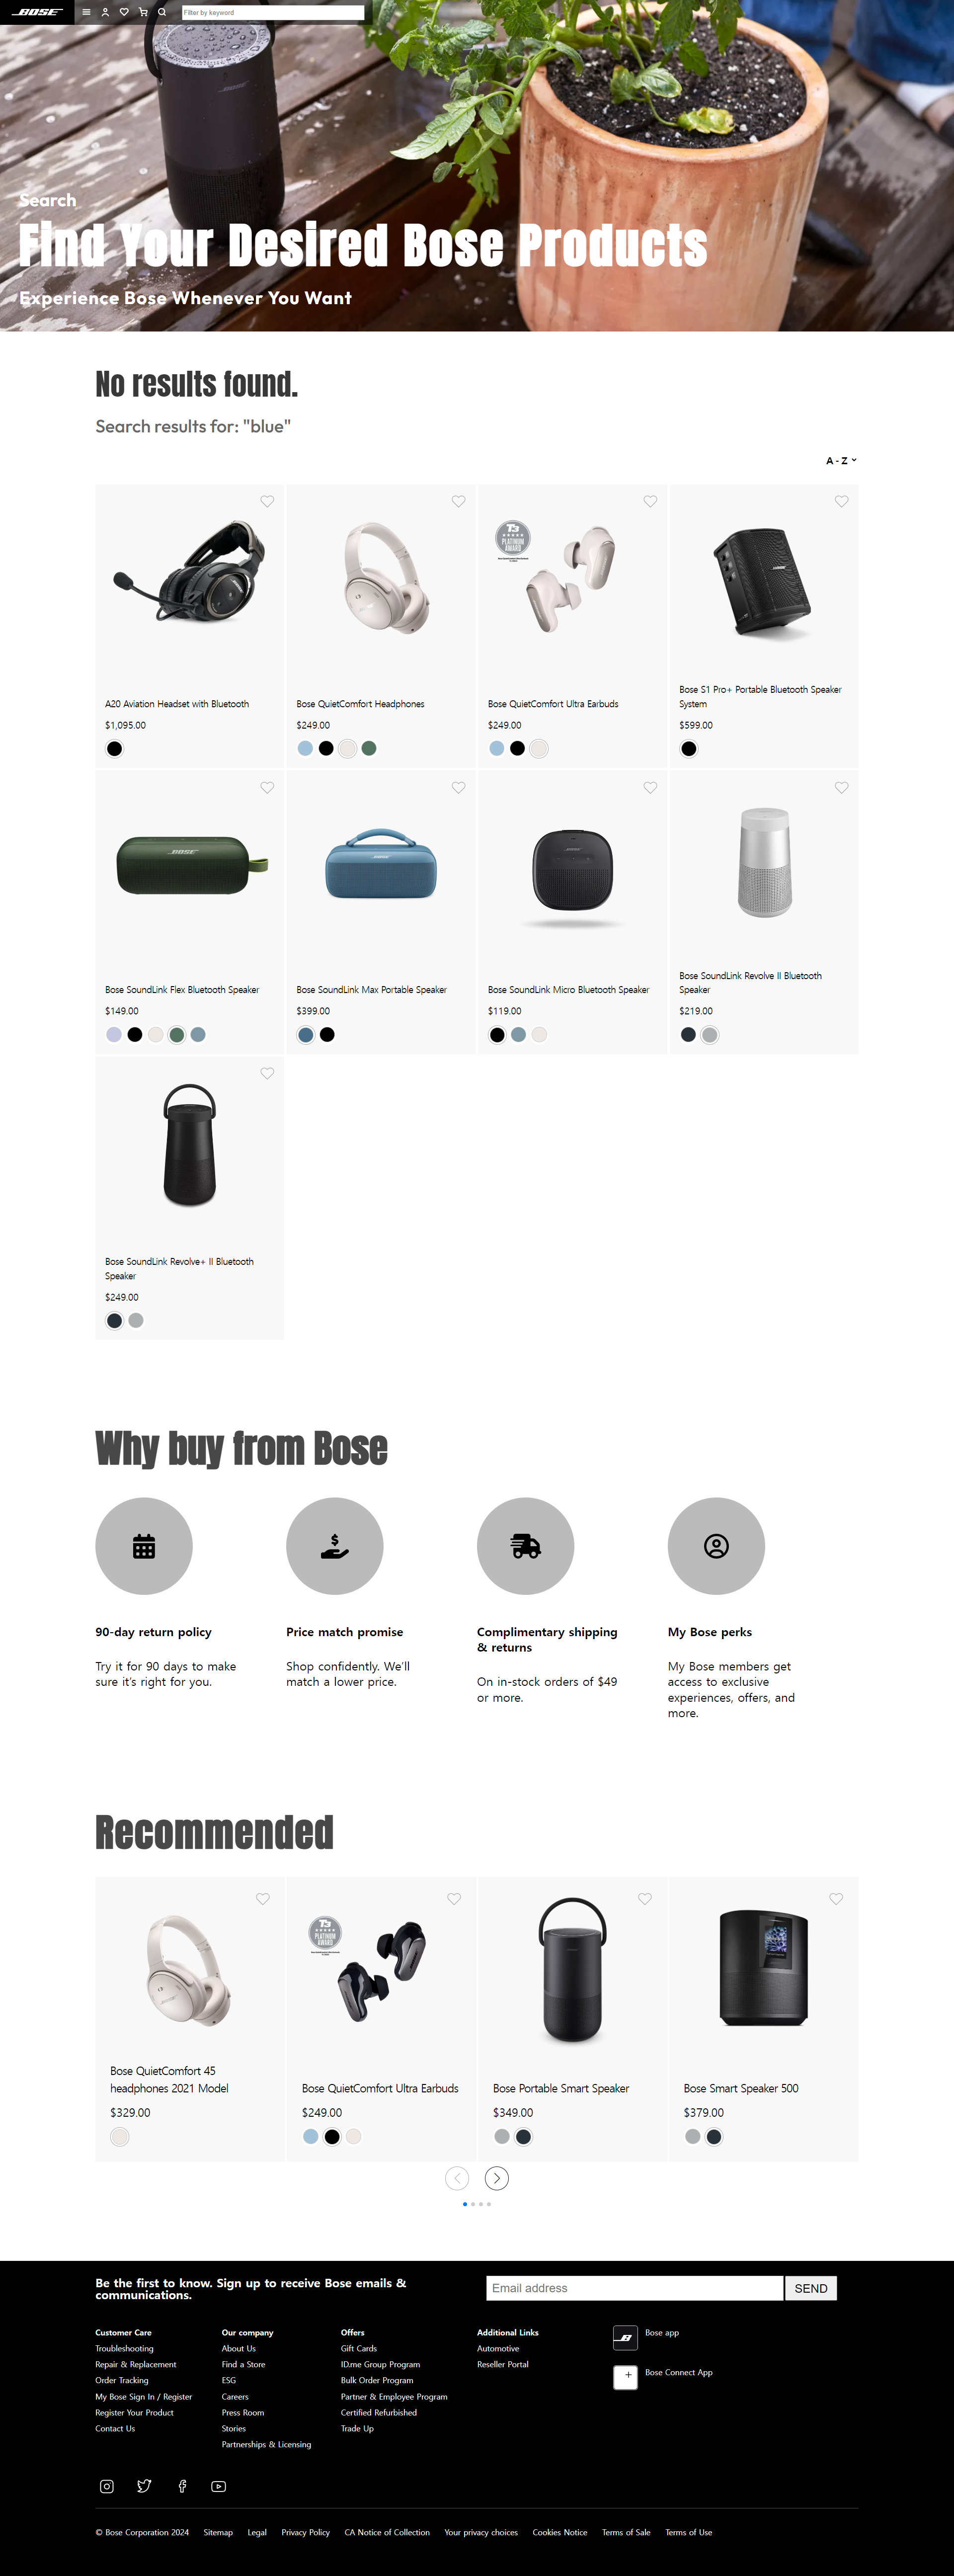 BOSE
Filter by keyword
Search
Find Your Desired Bose Products
Experience Bose Whenever You Want
No results found.
Search results for: "blue"
A - Z
A20 Aviation Headset with Bluetooth
$1,095.00
Bose QuietComfort Headphones
$249.00
T3
PLATINUM
AWARD
Bose QuietComfort Ultra Earbuds
$249.00
Bose S1 Pro+ Portable Bluetooth Speaker
System
$599.00
BOSE
Bose SoundLink Flex Bluetooth Speaker
$149.00
BOSE
Bose SoundLink Max Portable Speaker
$399.00
BOSE
Bose SoundLink Micro Bluetooth Speaker
$119.00
Bose SoundLink Revolve II Bluetooth
Speaker
$219.00
Bose SoundLink Revolve+ II Bluetooth
Speaker
$249.00
Why buy from Bose
90-day return policy
Try it for 90 days to make
sure it's right for you.
Price match promise
Shop confidently. We'll
match a lower price.
Complimentary shipping
& returns
On in-stock orders of $49
or more.
My Bose perks
My Bose members get
access to exclusive
experiences, offers, and
more.
Recommended
Bose QuietComfort 45
headphones 2021 Model
$329.00
T3
PLATINUM
AWARD
Bose QuietComfort Ultra Earbuds
$249.00
Bose Portable Smart Speaker
$349.00
Bose Smart Speaker 500
$379.00
Be the first to know. Sign up to receive Bose emails &
communications.
Email address
SEND
Customer Care
Troubleshooting
Repair & Replacement
Order Tracking
My Bose Sign In / Register
Register Your Product
Contact Us
Our company
About Us
Find a Store
ESG
Careers
Press Room
Stories
Partnerships & Licensing
Offers
Gift Cards
ID.me Group Program
Bulk Order Program
Partner & Employee Program
Certified Refurbished
Trade Up
Additional Links
Automotive
Reseller Portal
Bose app
Bose Connect App
© Bose Corporation 2024
Sitemap
Legal
Privacy Policy
CA Notice of Collection
Your privacy choices
Cookies Notice
Terms of Sale
Terms of Use